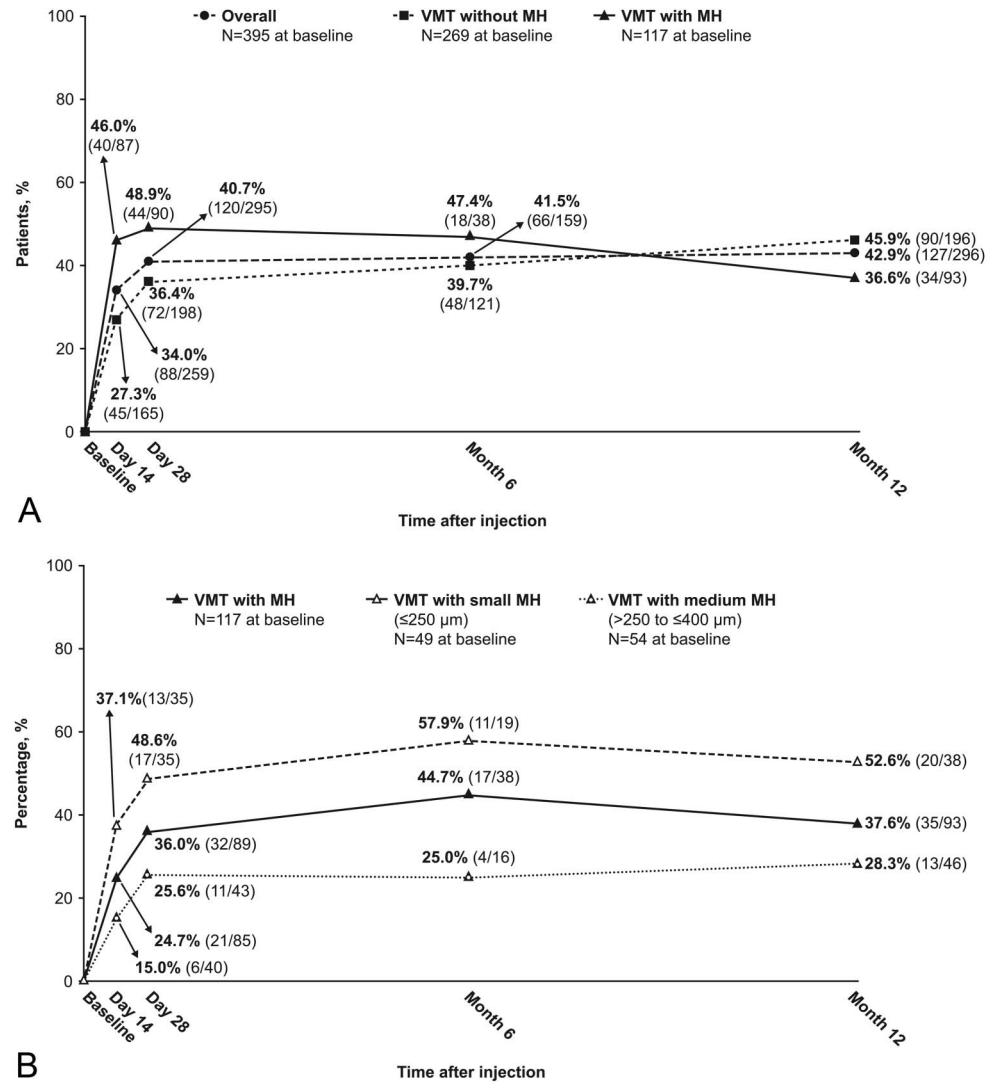 100
80
60
40
20
0
Patients, %
Overall
N=395 at baseline
VMT without MH
N=269 at baseline
VMT with MH
N=117 at baseline
46.0%
(40/87)
48.9%
(44/90)
40.7%
(120/295)
47.4%
(18/38)
41.5%
(66/159)
45.9% (90/196)
42.9% (127/296)
36.6% (34/93)
36.4%
(72/198)
39.7%
(48/121)
34.0%
(88/259)
27.3%
(45/165)
Baseline
Day 14
Day 28
Month 6
Month 12
A
Time after injection
100
80
60
40
20
0
Percentage, %
VMT with MH
N=117 at baseline
VMT with small MH
(≤250 μm)
N=49 at baseline
VMT with medium MH
(>250 to ≤400 μm)
N=54 at baseline
37.1%(13/35)
48.6%
(17/35)
57.9% (11/19)
52.6% (20/38)
44.7% (17/38)
37.6% (35/93)
36.0% (32/89)
25.0% (4/16)
28.3% (13/46)
25.6% (11/43)
24.7% (21/85)
15.0% (6/40)
Baseline
Day 14
Day 28
Month 6
Month 12
B
Time after injection